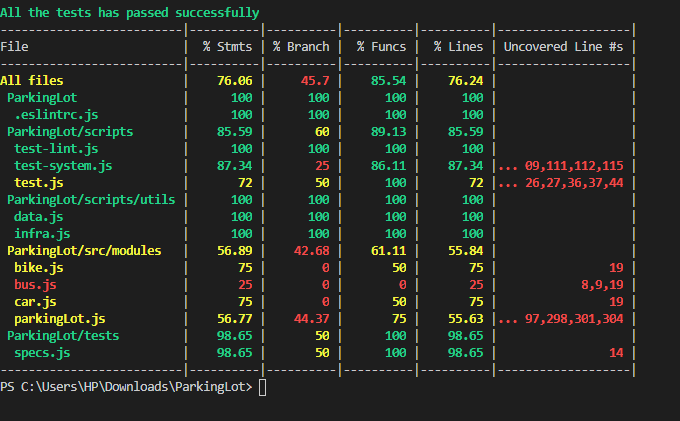 All the tests has passed successfully
--------------------------|----------|----------|----------|----------|-------------------|
File                      |  % Stmts | % Branch |  % Funcs |  % Lines | Uncovered Line #s |
--------------------------|----------|----------|----------|----------|-------------------|
All files                 |    76.06 |     45.7 |    85.54 |    76.24 |                   |
 ParkingLot               |      100 |      100 |      100 |      100 |                   |
  .eslintrc.js            |      100 |      100 |      100 |      100 |                   |
 ParkingLot/scripts       |    85.59 |       60 |    89.13 |    85.59 |                   |
  test-lint.js            |      100 |      100 |      100 |      100 |                   |
  test-system.js          |    87.34 |       25 |    86.11 |    87.34 |... 09,111,112,115 |
  test.js                 |       72 |       50 |      100 |       72 |... 26,27,36,37,44 |
 ParkingLot/scripts/utils |      100 |      100 |      100 |      100 |                   |
  data.js                 |      100 |      100 |      100 |      100 |                   |
  infra.js                |      100 |      100 |      100 |      100 |                   |
 ParkingLot/src/modules   |    56.89 |    42.68 |    61.11 |    55.84 |                   |
  bike.js                 |       75 |        0 |       50 |       75 |                19 |
  bus.js                  |       25 |        0 |        0 |       25 |            8,9,19 |
  car.js                  |       75 |        0 |       50 |       75 |                19 |
  parkingLot.js           |    56.77 |    44.37 |       75 |    55.63 |... 97,298,301,304 |
 ParkingLot/tests         |    98.65 |       50 |      100 |    98.65 |                   |
  specs.js                |    98.65 |       50 |      100 |    98.65 |                14 |
--------------------------|----------|----------|----------|----------|-------------------|
PS C:\Users\HP\Downloads\ParkingLot>